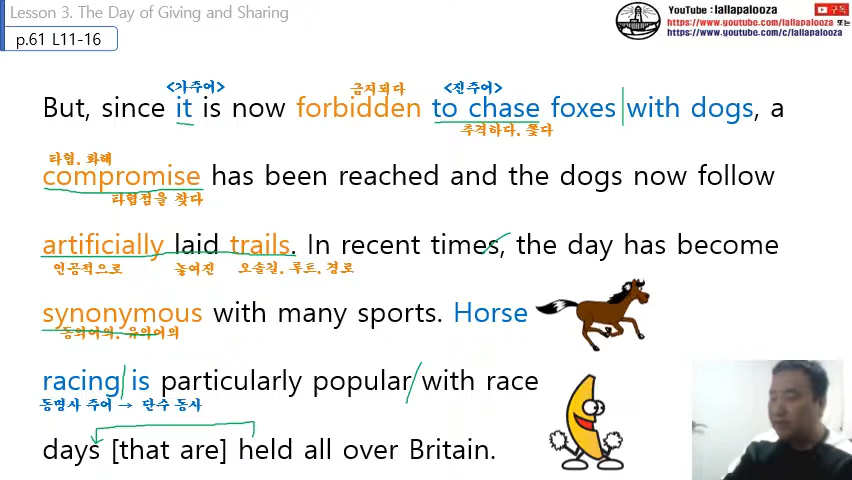 Lesson 3. The Day of Giving and Sharing
YouTube : lallapalooza 구독
https://www.youtube.com/lallapalooza 또는
https://www.youtube.com/c/lallapalooza
p.61 L11-16
<가주어> 금지되다 <진주어>
But, since it is now forbidden to chase foxes with dogs, a
추격하다. 쫓다
타협. 화해
compromise has been reached and the dogs now follow
타협점을 찾다
artificially laid trails. In recent times, the day has become
인공적으로 놓여진 오솔길. 루트. 경로
synonymous with many sports. Horse
동의어의. 유의어의
racing is particularly popular with race
동명사 주어 → 단수 동사
days [that are] held all over Britain.